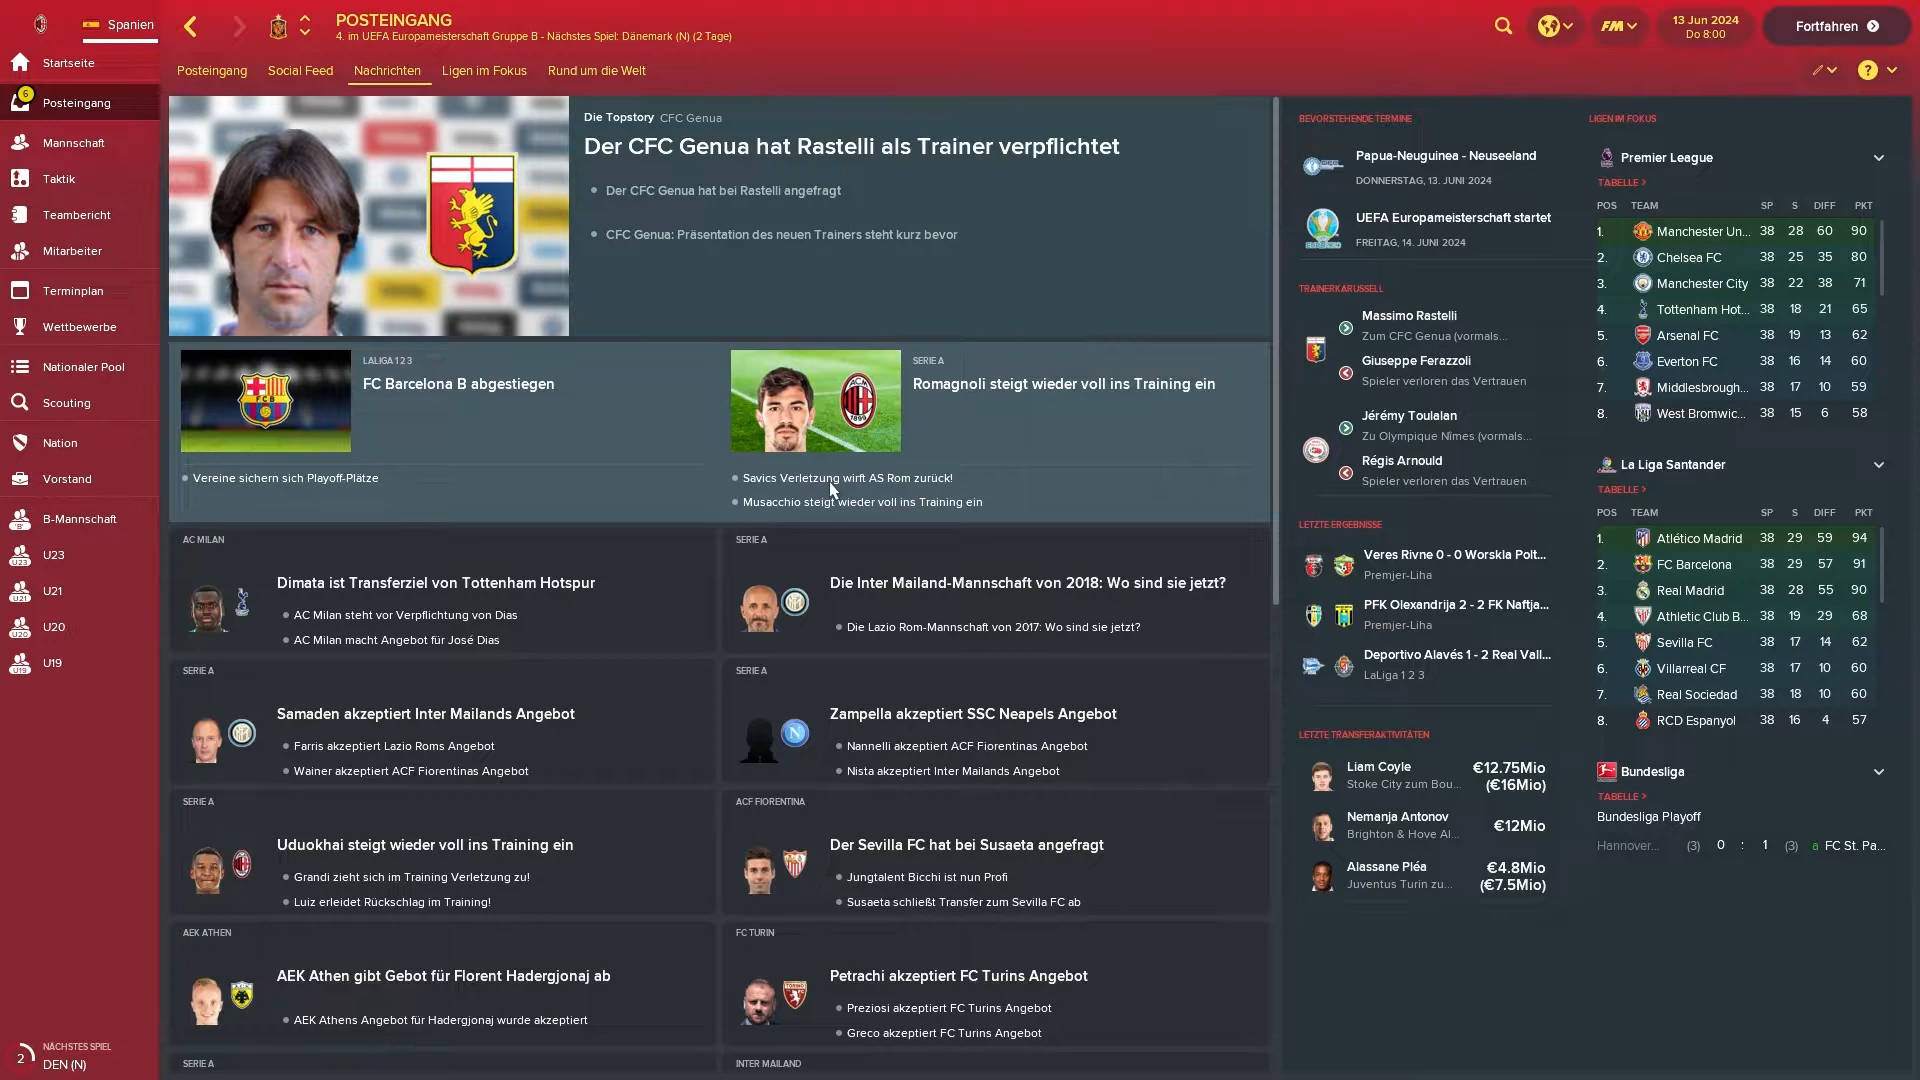 Spanien
POSTEINGANG
4. im UEFA Europameisterschaft Gruppe B - Nächstes Spiel: Dänemark (N) (2 Tage)
FM
13 Jun 2024
Do 8:00
Fortfahren
Posteingang
Social Feed
Nachrichten
Ligen im Fokus
Rund um die Welt
?
Startseite
6
Posteingang
Mannschaft
Taktik
Teambericht
Mitarbeiter
Terminplan
Wettbewerbe
Nationaler Pool
Scouting
Nation
Vorstand
B-Mannschaft
U23
U21
U20
U19
2
NÄCHSTES SPIEL
DEN (N)
Die Topstory CFC Genua
Der CFC Genua hat Rastelli als Trainer verpflichtet
Der CFC Genua hat bei Rastelli angefragt
CFC Genua: Präsentation des neuen Trainers steht kurz bevor
LALIGA 1 2 3
FC Barcelona B abgestiegen
Vereine sichern sich Playoff-Plätze
SERIE A
Romagnoli steigt wieder voll ins Training ein
Savics Verletzung wirft AS Rom zurück!
Musacchio steigt wieder voll ins Training ein
AC MILAN
Dimata ist Transferziel von Tottenham Hotspur
AC Milan steht vor Verpflichtung von Dias
AC Milan macht Angebot für José Dias
SERIE A
Die Inter Mailand-Mannschaft von 2018: Wo sind sie jetzt?
Die Lazio Rom-Mannschaft von 2017: Wo sind sie jetzt?
SERIE A
Samaden akzeptiert Inter Mailands Angebot
Farris akzeptiert Lazio Roms Angebot
Wainer akzeptiert ACF Fiorentinas Angebot
SERIE A
Zampella akzeptiert SSC Neapels Angebot
Nannelli akzeptiert ACF Fiorentinas Angebot
Nista akzeptiert Inter Mailands Angebot
SERIE A
Uduokhai steigt wieder voll ins Training ein
Grandi zieht sich im Training Verletzung zu!
Luiz erleidet Rückschlag im Training!
ACF FIORENTINA
Der Sevilla FC hat bei Susaeta angefragt
Jungtalent Bicchi ist nun Profi
Susaeta schließt Transfer zum Sevilla FC ab
AEK ATHEN
AEK Athen gibt Gebot für Florent Hadergjonaj ab
AEK Athens Angebot für Hadergjonaj wurde akzeptiert
FC TURIN
Petrachi akzeptiert FC Turins Angebot
Preziosi akzeptiert FC Turins Angebot
Greco akzeptiert FC Turins Angebot
SERIE A
INTER MAILAND
BEVORSTEHENDE TERMINE
Papua-Neuguinea - Neuseeland
DONNERSTAG, 13. JUNI 2024
UEFA Europameisterschaft startet
FREITAG, 14. JUNI 2024
TRAINERKARUSSELL
Massimo Rastelli
Zum CFC Genua (vormals...
Giuseppe Ferazzoli
Spieler verloren das Vertrauen
Jérémy Toulalan
Zu Olympique Nîmes (vormals...
Régis Arnould
Spieler verloren das Vertrauen
LETZTE ERGEBNISSE
Veres Rivne 0 - 0 Worskla Polt...
Premjer-Liha
PFK Olexandrija 2 - 2 FK Naftja...
Premjer-Liha
Deportivo Alavés 1 - 2 Real Vall...
LaLiga 1 2 3
LETZTE TRANSFERAKTIVITÄTEN
Liam Coyle €12.75Mio
Stoke City zum Bou... (€16Mio)
Nemanja Antonov €12Mio
Brighton & Hove Al...
Alassane Pléa €4.8Mio
Juventus Turin zu... (€7.5Mio)
LIGEN IM FOKUS
Premier League
TABELLE >
POS TEAM SP S DIFF PKT
1. Manchester Un... 38 28 60 90
2. Chelsea FC 38 25 35 80
3. Manchester City 38 22 38 71
4. Tottenham Hot... 38 18 21 65
5. Arsenal FC 38 19 13 62
6. Everton FC 38 16 14 60
7. Middlesbrough... 38 17 10 59
8. West Bromwic... 38 15 6 58
La Liga Santander
TABELLE >
POS TEAM SP S DIFF PKT
1. Atlético Madrid 38 29 59 94
2. FC Barcelona 38 29 57 91
3. Real Madrid 38 28 55 90
4. Athletic Club B... 38 19 29 68
5. Sevilla FC 38 17 14 62
6. Villarreal CF 38 17 10 60
7. Real Sociedad 38 18 10 60
8. RCD Espanyol 38 16 4 57
Bundesliga
TABELLE >
Bundesliga Playoff
Hannover... (3) 0 : 1 (3) a FC St. Pa...